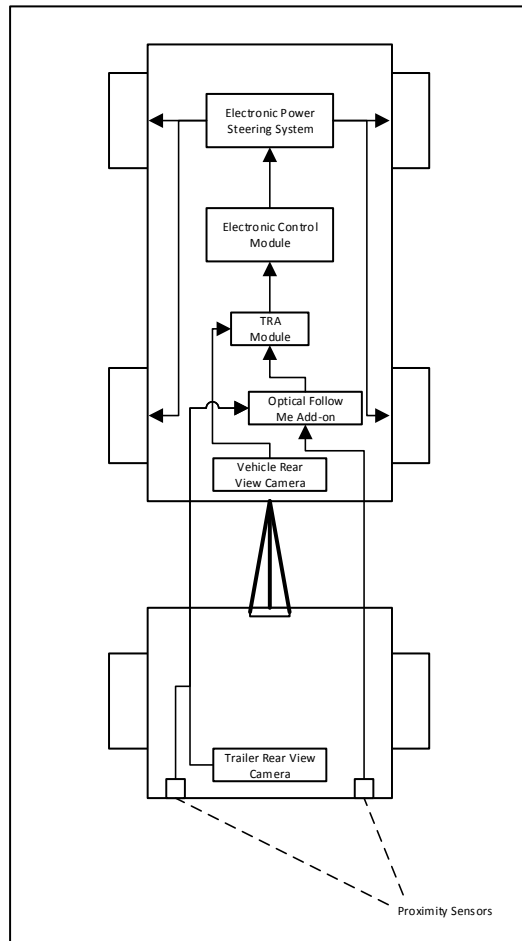 Electronic Power
Steering System
Electronic Control
Module
TRA
Module
Optical Follow
Me Add-on
Vehicle Rear
View Camera
Trailer Rear View
Camera
Proximity Sensors